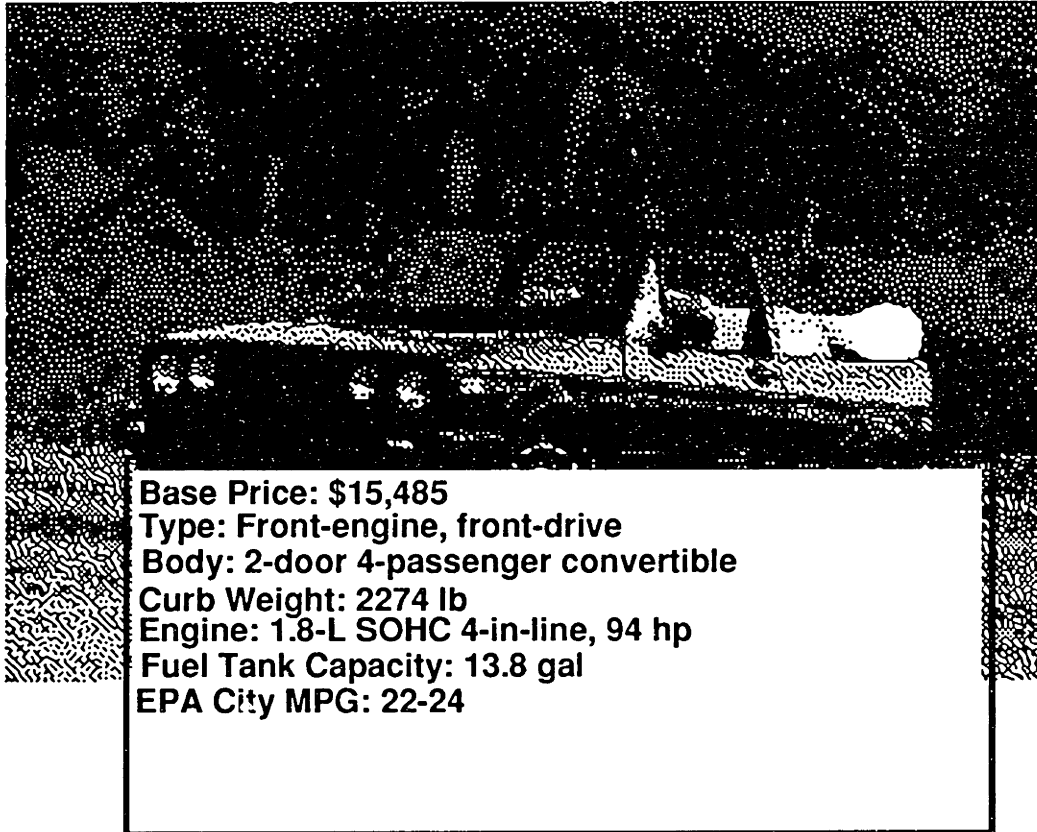 Base Price: $15,485
Type: Front-engine, front-drive
Body: 2-door 4-passenger convertible
Curb Weight: 2274 lb
Engine: 1.8-L SOHC 4-in-line, 94 hp
Fuel Tank Capacity: 13.8 gal
EPA City MPG: 22-24